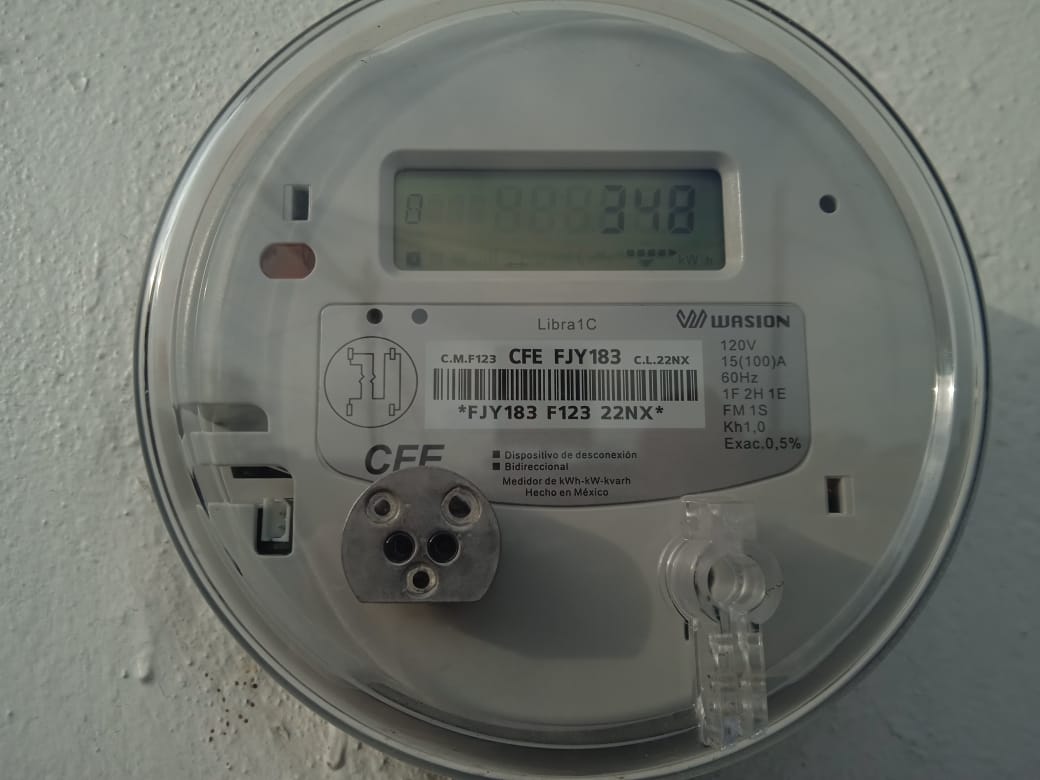 348
kW h
Libra1C
WASION
C.M.F123 CFE FJY183 C.L.22NX
*FJY183 F123 22NX*
120V
15(100)A
60Hz
1F 2H 1E
FM 1S
Kh1,0
Exac.0,5%
CFE
Dispositivo de desconexión
Bidireccional
Medidor de kWh-kW-kvarh
Hecho en México